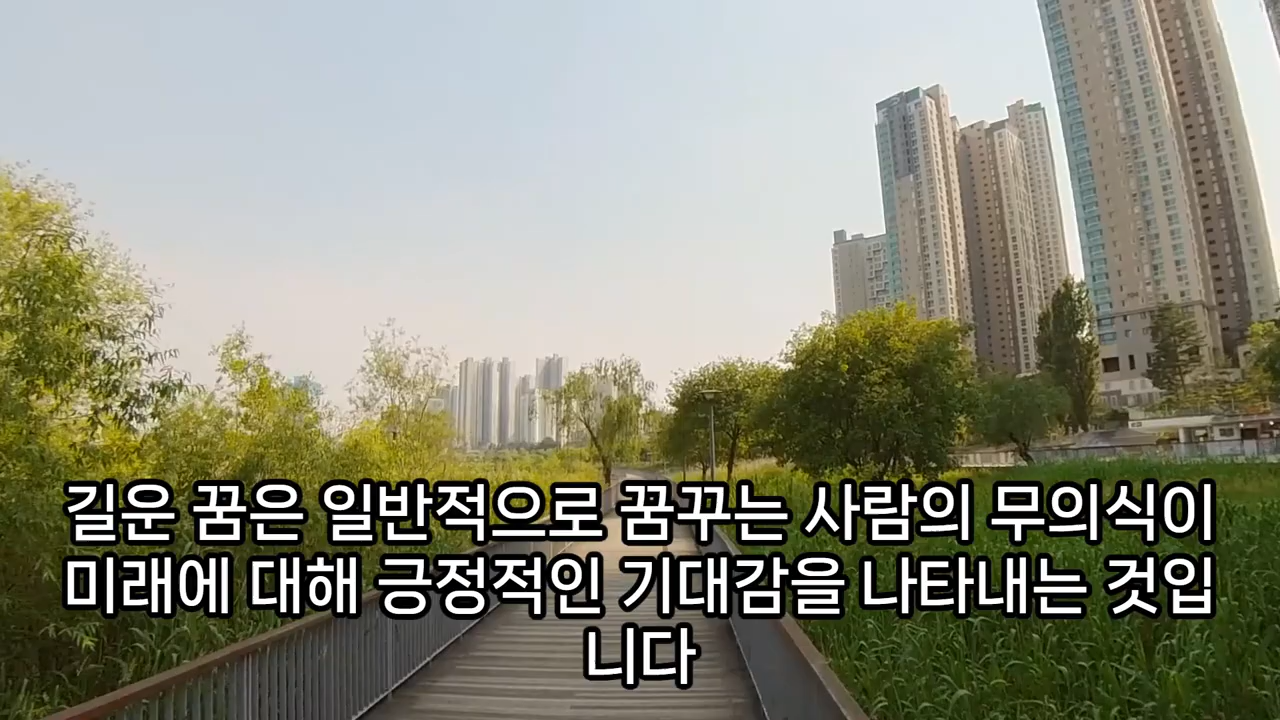 길운 꿈은 일반적으로 꿈꾸는 사람의 무의식이
미래에 대해 긍정적인 기대감을 나타내는 것입
니다